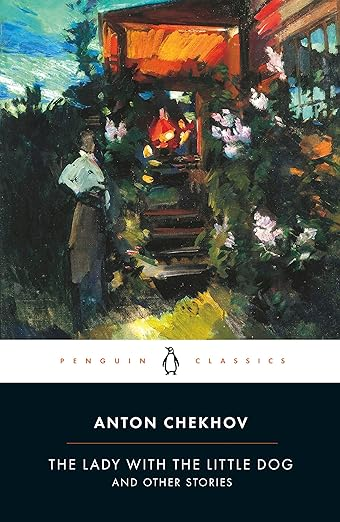 PENGUIN CLASSICS
ANTON CHEKHOV
THE LADY WITH THE LITTLE DOG
AND OTHER STORIES